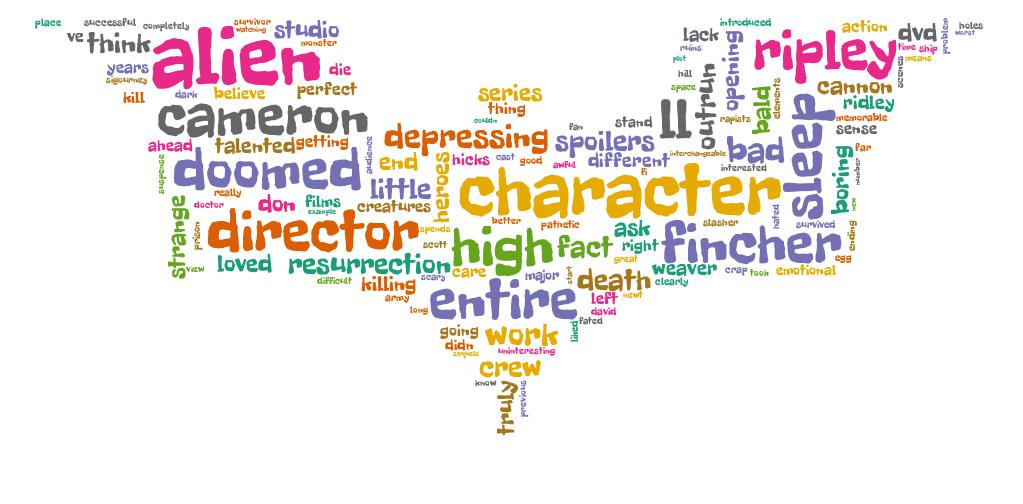 place
successful
completely
survivor
watching
studio
monster
ve
think
alien
die
years
sigourney
kill
dark
believe
perfect
cameron
ahead
talented
getting
suspense
doomed
audience
end
really
doctor
don
films
example
little
creatures
strange
prison
director
spends
view
loved
resurrection
scott
difficult
killing
scary
army
long
series
thing
couldn
depressing
fan
hicks
cast
good
awful
heroes
spoilers
different
stand
fi
character
better
pathetic
high
fact
ask
right
great
care
major
start
death
entire
left
newt
david
going
work
liked
fated
didn
sequels
uninteresting
crew
know
truly
previous
lack
ruins
plot
hill
space
introduced
opening
outrun
ll
rapists
interchangeable
interested
bad
bald
elements
ripley
action
dvd
holes
worst
problem
time
ship
means
scenes
cannon
ridley
memorable
sense
sleep
boring
far
member
new
hated
survived
slasher
fincher
ending
egg
weaver
clearly
crap
took
emotional